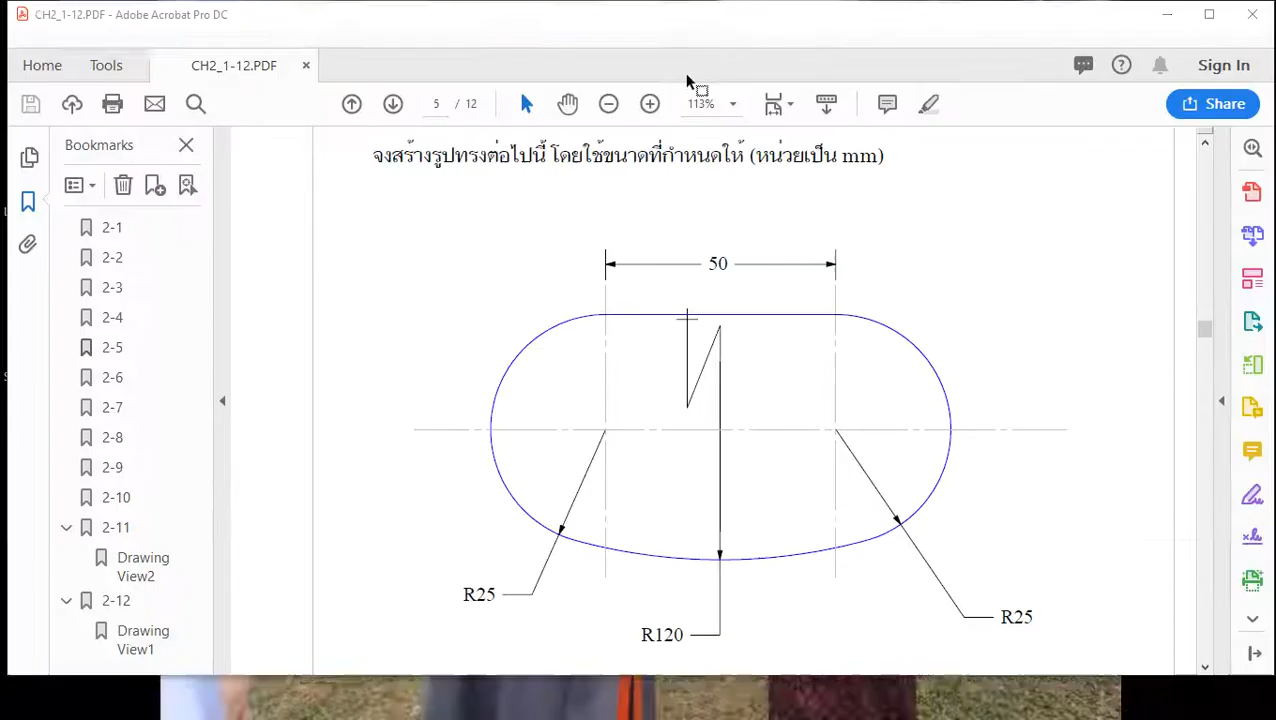 CH2_1-12.PDF - Adobe Acrobat Pro DC
Home
Tools
CH2_1-12.PDF
Sign In
5 / 12
113%
Share
Bookmarks
2-1
2-2
2-3
2-4
2-5
2-6
2-7
2-8
2-9
2-10
2-11
Drawing
View2
2-12
Drawing
View1
จงสร้างรูปทรงต่อไปนี้ โดยใช้ขนาดที่กำหนดให้ (หน่วยเป็น mm)
50
R25
R120
R25